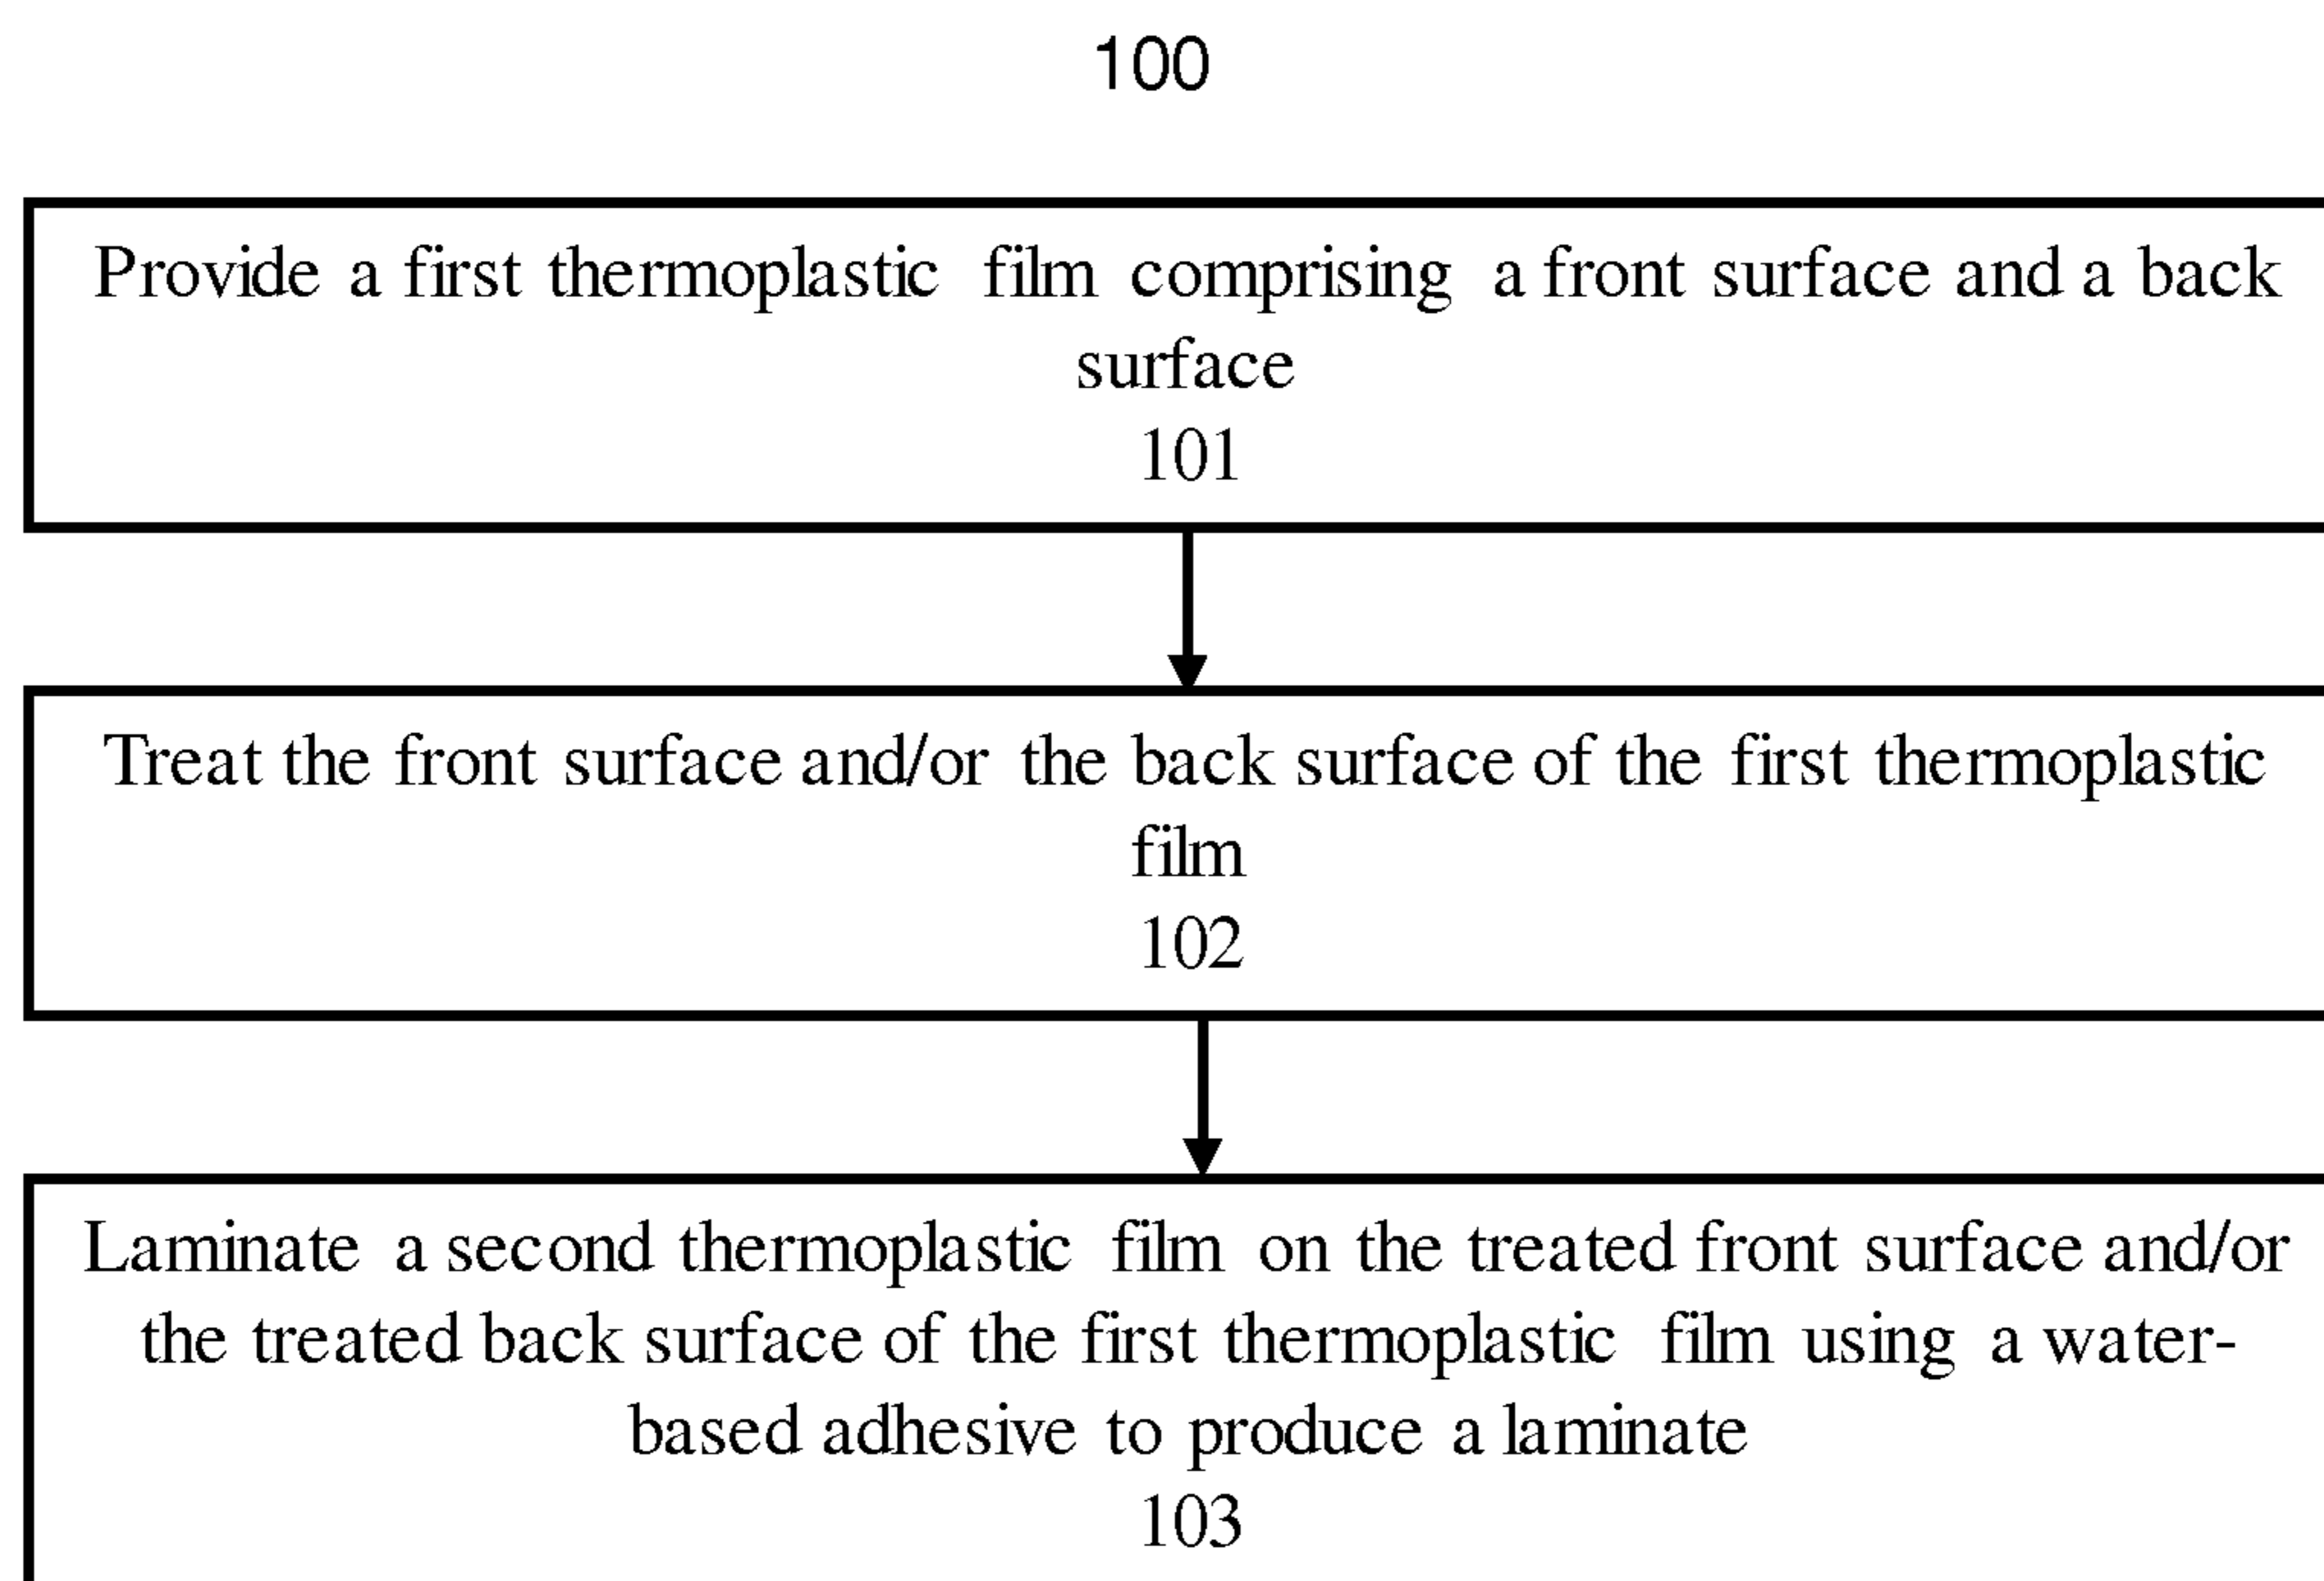 100
Provide a first thermoplastic film comprising a front surface and a back
surface
101
Treat the front surface and/or the back surface of the first thermoplastic
film
102
Laminate a second thermoplastic film on the treated front surface and/or
the treated back surface of the first thermoplastic film using a water-
based adhesive to produce a laminate
103